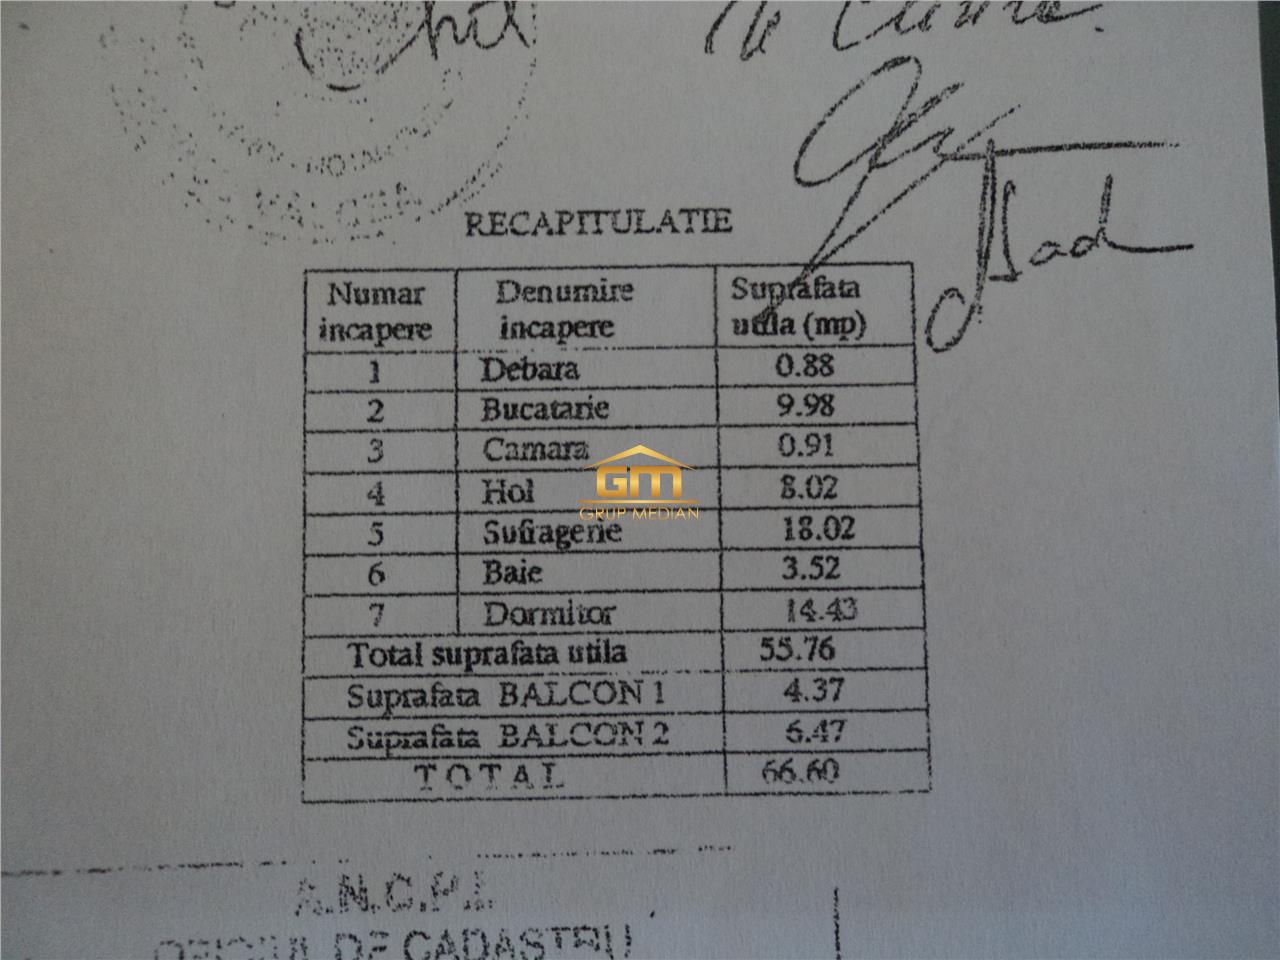 RECAPITULATIE
Numar incapere Denumire incapere Suprafata utila (mp)
1 Debara 0.88
2 Bucatarie 9.98
3 Camara 0.91
4 Hol 8.02
5 Sufragerie 18.02
6 Baie 3.52
7 Dormitor 14.43
Total suprafata utila 55.76
Suprafata BALCON 1 4.37
Suprafata BALCON 2 6.47
TOTAL 66.60
GM
GRUP MEDIAN
A.N.C.P.I.
OFICIUL DE CADASTRU